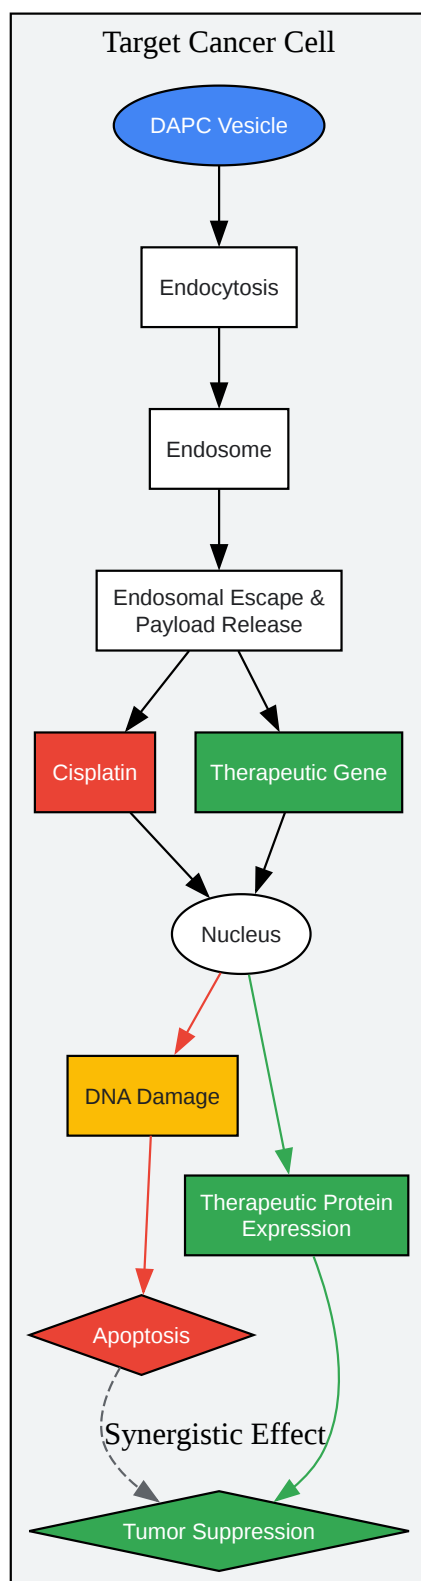 Target Cancer Cell
DAPC Vesicle
Endocytosis
Endosome
Endosomal Escape &
Payload Release
Cisplatin
Therapeutic Gene
Nucleus
DNA Damage
Therapeutic Protein
Expression
Apoptosis
Synergistic Effect
Tumor Suppression